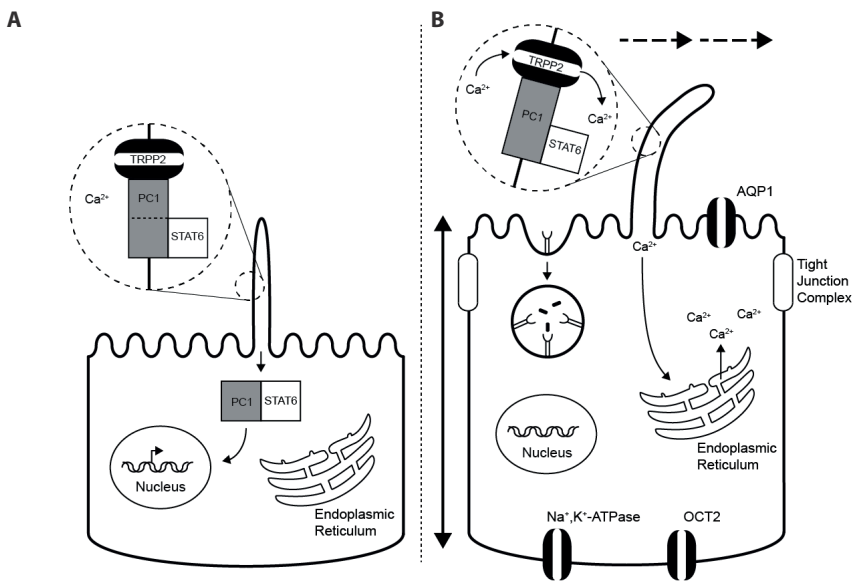 A
TRPP2
Ca²⁺
PC1
STAT6
PC1
STAT6
Nucleus
Endoplasmic
Reticulum
B
TRPP2
Ca²⁺
Ca²⁺
PC1
STAT6
AQP1
Ca²⁺
Tight
Junction
Complex
Ca²⁺
Ca²⁺
Ca²⁺
Nucleus
Endoplasmic
Reticulum
Na⁺,K⁺-ATPase
OCT2